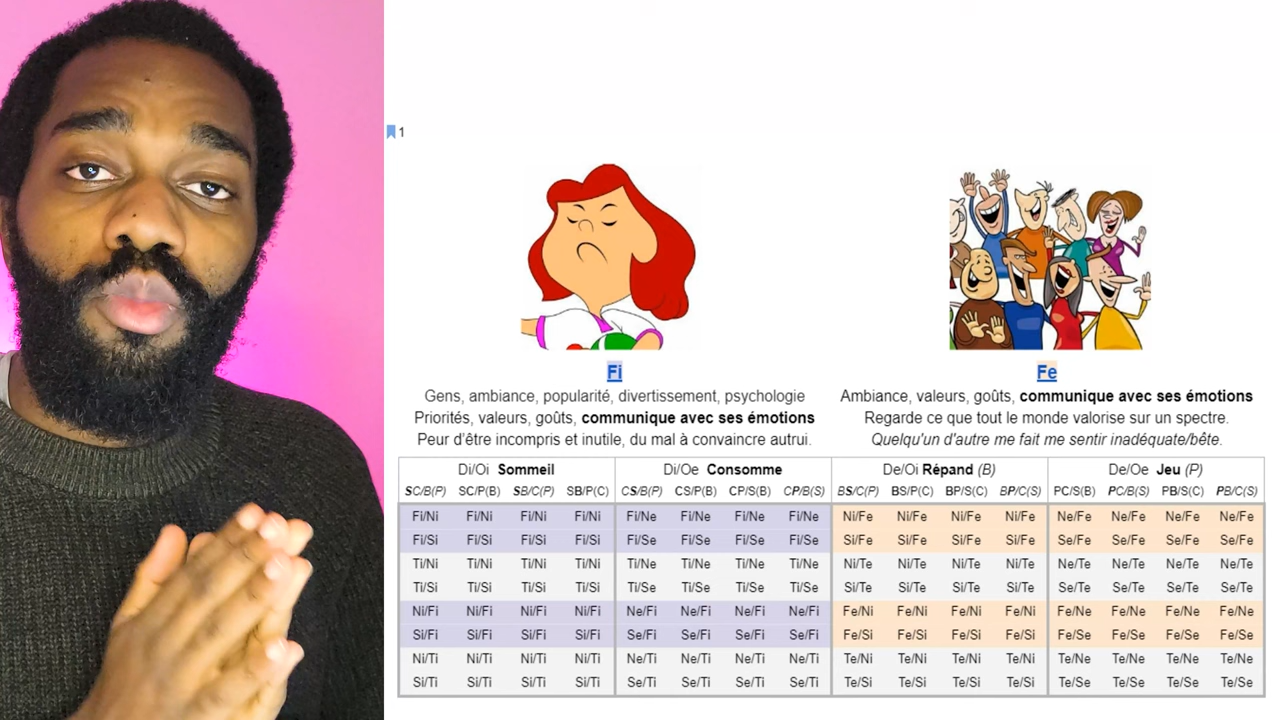 1
Fi
Gens, ambiance, popularité, divertissement, psychologie
Priorités, valeurs, goûts, communique avec ses émotions
Peur d'être incompris et inutile, du mal à convaincre autrui.
Fe
Ambiance, valeurs, goûts, communique avec ses émotions
Regarde ce que tout le monde valorise sur un spectre.
Quelqu'un d'autre me fait me sentir inadéquate/bête.
Di/Oi Sommeil Di/Oe Consomme De/Oi Répand (B) De/Oe Jeu (P)
SC/B(P) SC/P(B) SB/C(P) SB/P(C) CS/B(P) CS/P(B) CP/S(B) CP/B(S) BS/C(P) BS/P(C) BP/S(C) BP/C(S) PC/S(B) PC/B(S) PB/S(C) PB/C(S)
Fi/Ni Fi/Ni Fi/Ni Fi/Ni Fi/Ne Fi/Ne Fi/Ne Fi/Ne Ni/Fe Ni/Fe Ni/Fe Ni/Fe Ne/Fe Ne/Fe Ne/Fe Ne/Fe
Fi/Si Fi/Si Fi/Si Fi/Si Fi/Se Fi/Se Fi/Se Fi/Se Si/Fe Si/Fe Si/Fe Si/Fe Se/Fe Se/Fe Se/Fe Se/Fe
Ti/Ni Ti/Ni Ti/Ni Ti/Ni Ti/Ne Ti/Ne Ti/Ne Ti/Ne Ni/Te Ni/Te Ni/Te Ni/Te Ne/Te Ne/Te Ne/Te Ne/Te
Ti/Si Ti/Si Ti/Si Ti/Si Ti/Se Ti/Se Ti/Se Ti/Se Si/Te Si/Te Si/Te Si/Te Se/Te Se/Te Se/Te Se/Te
Ni/Fi Ni/Fi Ni/Fi Ni/Fi Ne/Fi Ne/Fi Ne/Fi Ne/Fi Fe/Ni Fe/Ni Fe/Ni Fe/Ni Fe/Ne Fe/Ne Fe/Ne Fe/Ne
Si/Fi Si/Fi Si/Fi Si/Fi Se/Fi Se/Fi Se/Fi Se/Fi Fe/Si Fe/Si Fe/Si Fe/Si Fe/Se Fe/Se Fe/Se Fe/Se
Ni/Ti Ni/Ti Ni/Ti Ni/Ti Ne/Ti Ne/Ti Ne/Ti Ne/Ti Te/Ni Te/Ni Te/Ni Te/Ni Te/Ne Te/Ne Te/Ne Te/Ne
Si/Ti Si/Ti Si/Ti Si/Ti Se/Ti Se/Ti Se/Ti Se/Ti Te/Si Te/Si Te/Si Te/Si Te/Se Te/Se Te/Se Te/Se